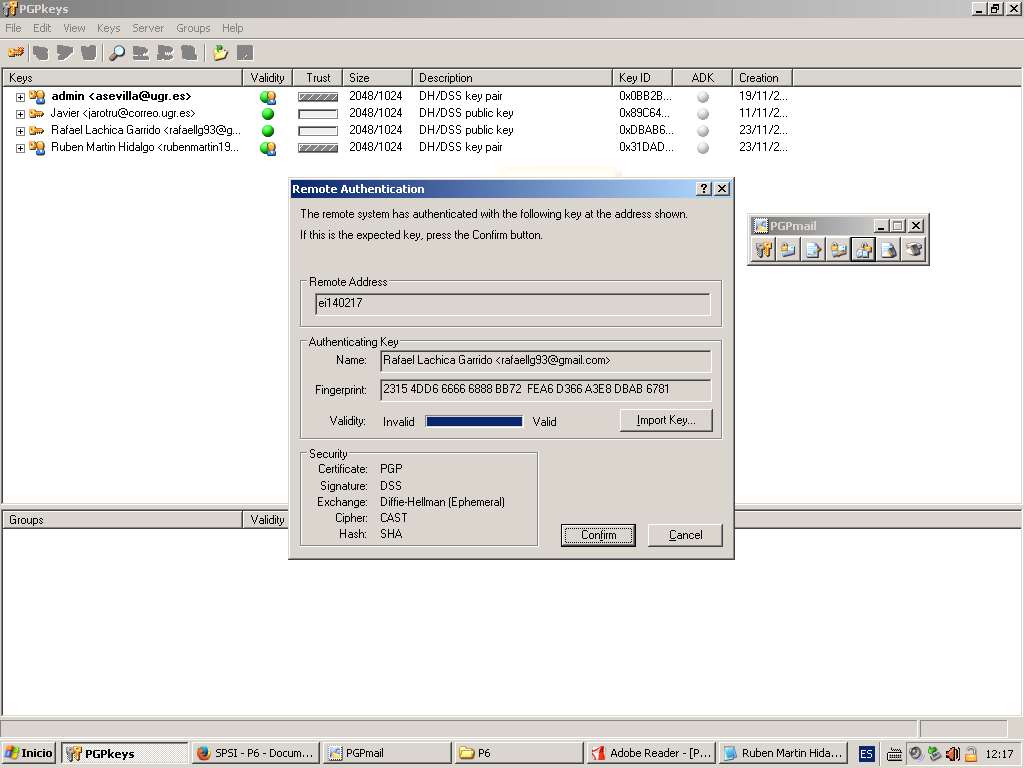 PGPkeys
File Edit View Keys Server Groups Help
Keys Validity Trust Size Description Key ID ADK Creation
admin <asevilla@ugr.es> 2048/1024 DH/DSS key pair 0x0BB2B... 19/11/2...
Javier <jarotru@correo.ugr.es> 2048/1024 DH/DSS public key 0x89C64... 11/11/2...
Rafael Lachica Garrido <rafaellg93@g... 2048/1024 DH/DSS public key 0xDBAB6... 23/11/2...
Ruben Martin Hidalgo <rubenmartin19... 2048/1024 DH/DSS key pair 0x31DAD... 23/11/2...
Remote Authentication
The remote system has authenticated with the following key at the address shown.
If this is the expected key, press the Confirm button.
Remote Address
ei140217
Authenticating Key
Name: Rafael Lachica Garrido <rafaellg93@gmail.com>
Fingerprint: 2315 4DD6 6666 6888 BB72 FEA6 D366 A3E8 DBAB 6781
Validity: Invalid Valid Import Key...
Security
Certificate: PGP
Signature: DSS
Exchange: Diffie-Hellman (Ephemeral)
Cipher: CAST
Hash: SHA
Confirm Cancel
PGPmail
Groups Validity
Inicio PGPkeys SPSI - P6 - Docum... PGPmail P6 Adobe Reader - [P... Ruben Martin Hida... ES 12:17